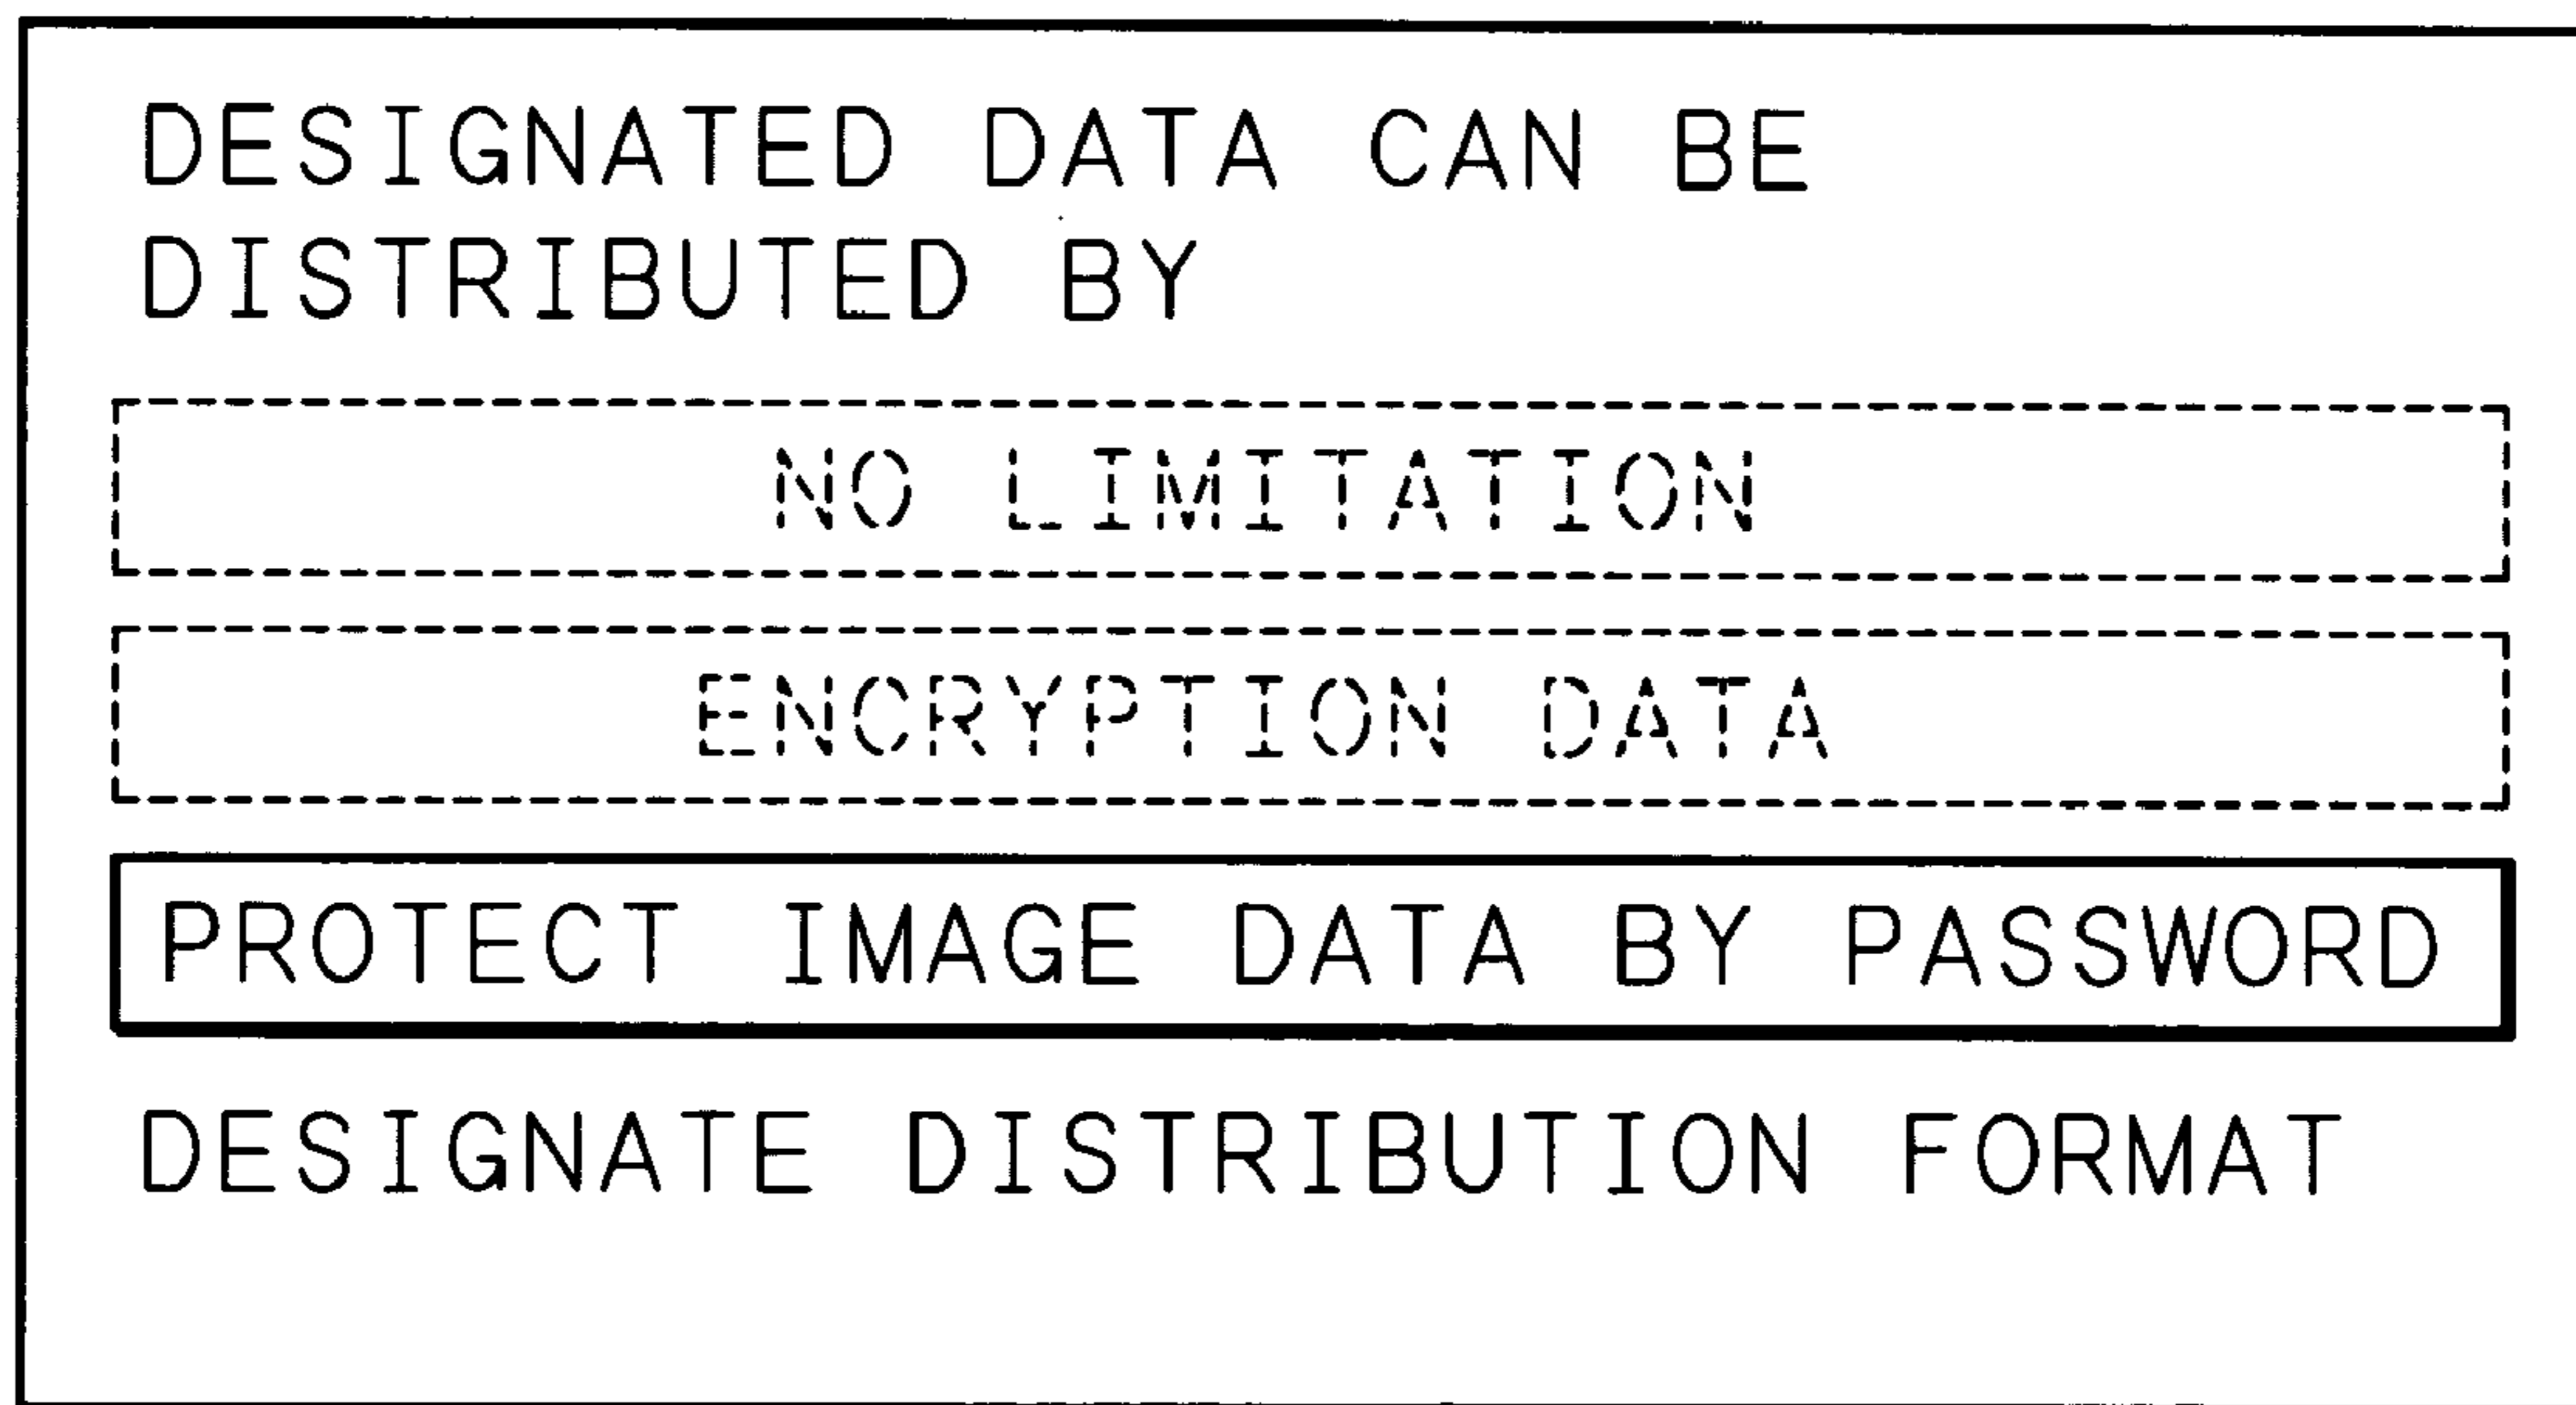 DESIGNATED DATA CAN BE
DISTRIBUTED BY
NO LIMITATION
ENCRYPTION DATA
PROTECT IMAGE DATA BY PASSWORD
DESIGNATE DISTRIBUTION FORMAT